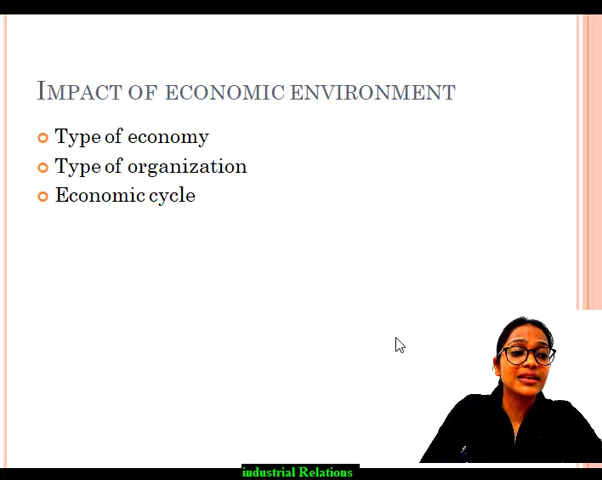 IMPACT OF ECONOMIC ENVIRONMENT
Type of economy
Type of organization
Economic cycle
industrial Relations